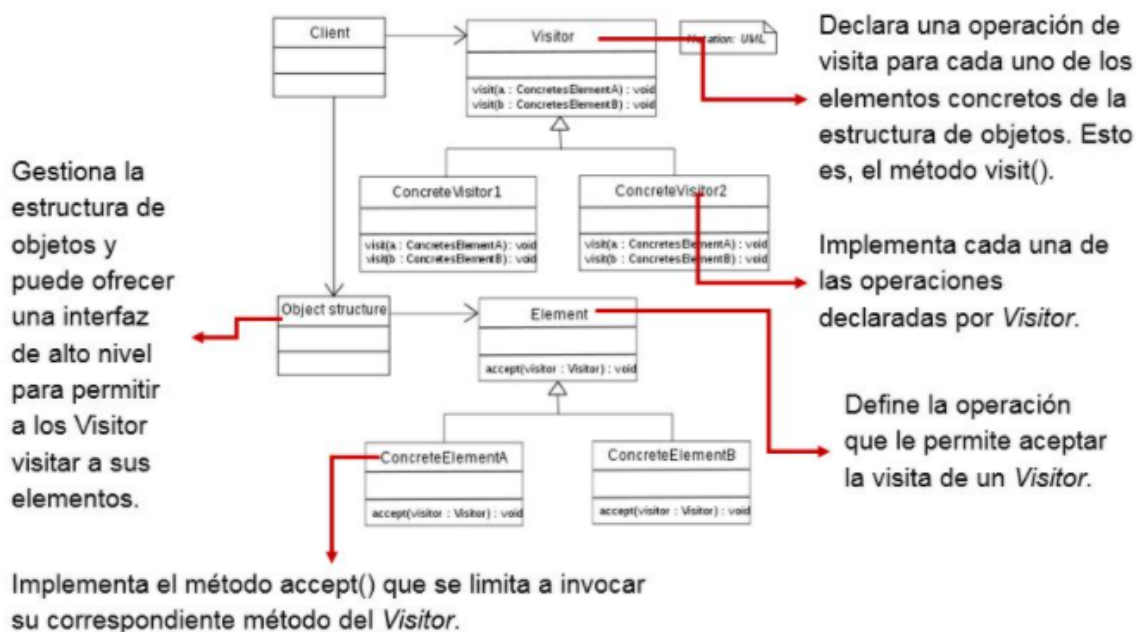 Client
Visitor
Notation: UML
visit(a : ConcretesElementA) : void
visit(b : ConcretesElementB) : void
Declara una operación de
visita para cada uno de los
elementos concretos de la
estructura de objetos. Esto
es, el método visit().
ConcreteVisitor1
visit(a : ConcretesElementA) : void
visit(b : ConcretesElementB) : void
ConcreteVisitor2
visit(a : ConcretesElementA) : void
visit(b : ConcretesElementB) : void
Implementa cada una de
las operaciones
declaradas por Visitor.
Gestiona la
estructura de
objetos y
puede ofrecer
una interfaz
de alto nivel
para permitir
a los Visitor
visitar a sus
elementos.
Object structure
Element
accept(visitor : Visitor) : void
Define la operación
que le permite aceptar
la visita de un Visitor.
ConcreteElementA
accept(visitor : Visitor) : void
ConcreteElementB
accept(visitor : Visitor) : void
Implementa el método accept() que se limita a invocar
su correspondiente método del Visitor.